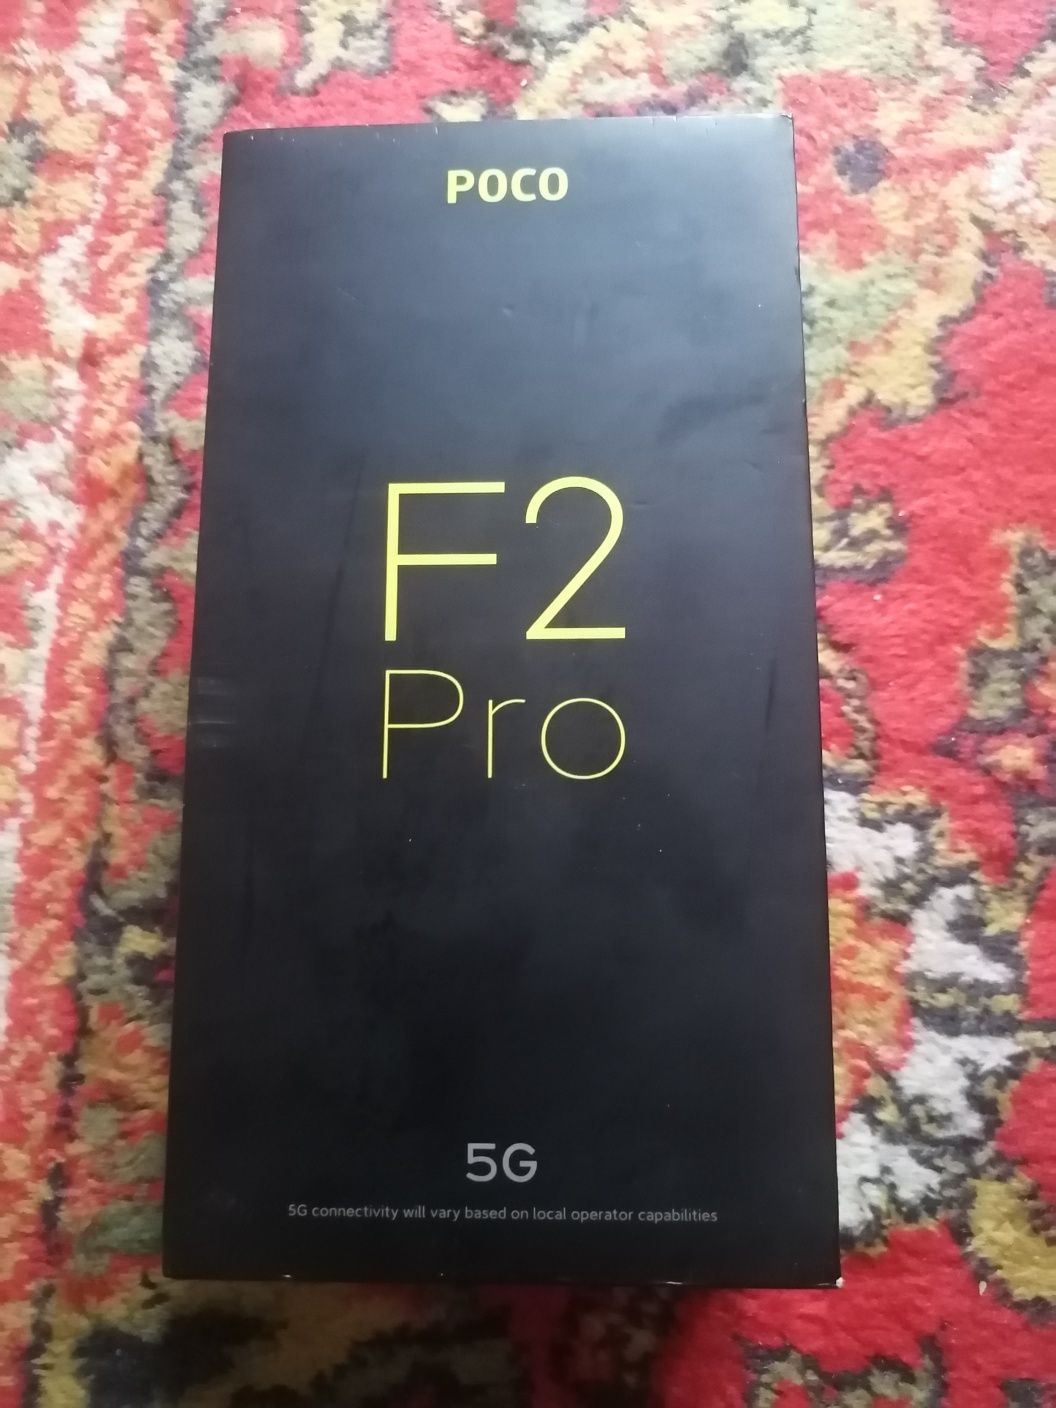 POCO
F2
Pro
5G
5G connectivity will vary based on local operator capabilities